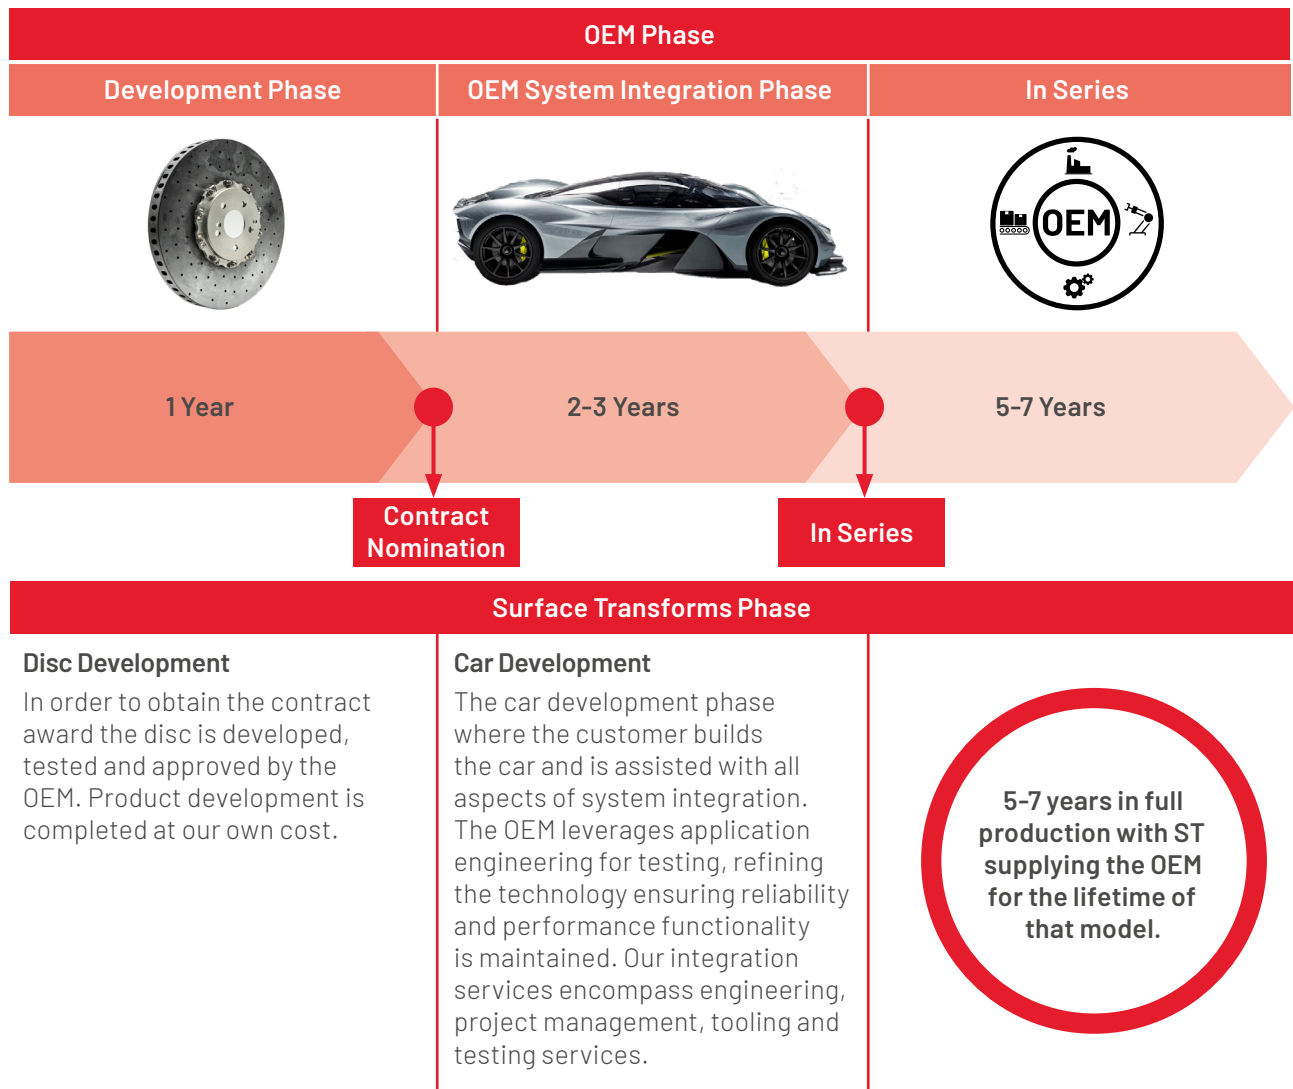 OEM Phase
Development Phase
OEM System Integration Phase
In Series
OEM
1 Year
2-3 Years
5-7 Years
Contract
Nomination
In Series
Surface Transforms Phase
Disc Development
In order to obtain the contract
award the disc is developed,
tested and approved by the
OEM. Product development is
completed at our own cost.
Car Development
The car development phase
where the customer builds
the car and is assisted with all
aspects of system integration.
The OEM leverages application
engineering for testing, refining
the technology ensuring reliability
and performance functionality
is maintained. Our integration
services encompass engineering,
project management, tooling and
testing services.
5-7 years in full
production with ST
supplying the OEM
for the lifetime of
that model.